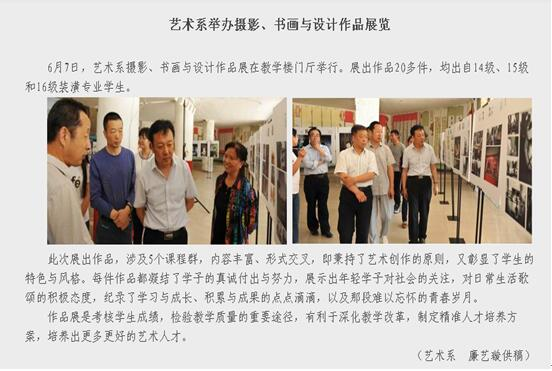 艺术系举办摄影、书画与设计作品展览
6月7日，艺术系摄影、书画与设计作品展在教学楼门厅举行。展出作品20多件，均出自14级、15级
和16级装潢专业学生。
此次展出作品，涉及5个课程群，内容丰富、形式交叉，即秉持了艺术创作的原则，又彰显了学生的
特色与风格。每件作品都凝结了学子的真诚付出与努力，展示出年轻学子对社会的关注，对日常生活歌
颂的积极态度，纪录了学习与成长、积累与成果的点点滴滴，以及那段难以忘怀的青春岁月。
作品展是考核学生成绩，检验教学质量的重要途径，有利于深化教学改革，制定精准人才培养方
案，培养出更多更好的艺术人才。
（艺术系　廉艺璇供稿）